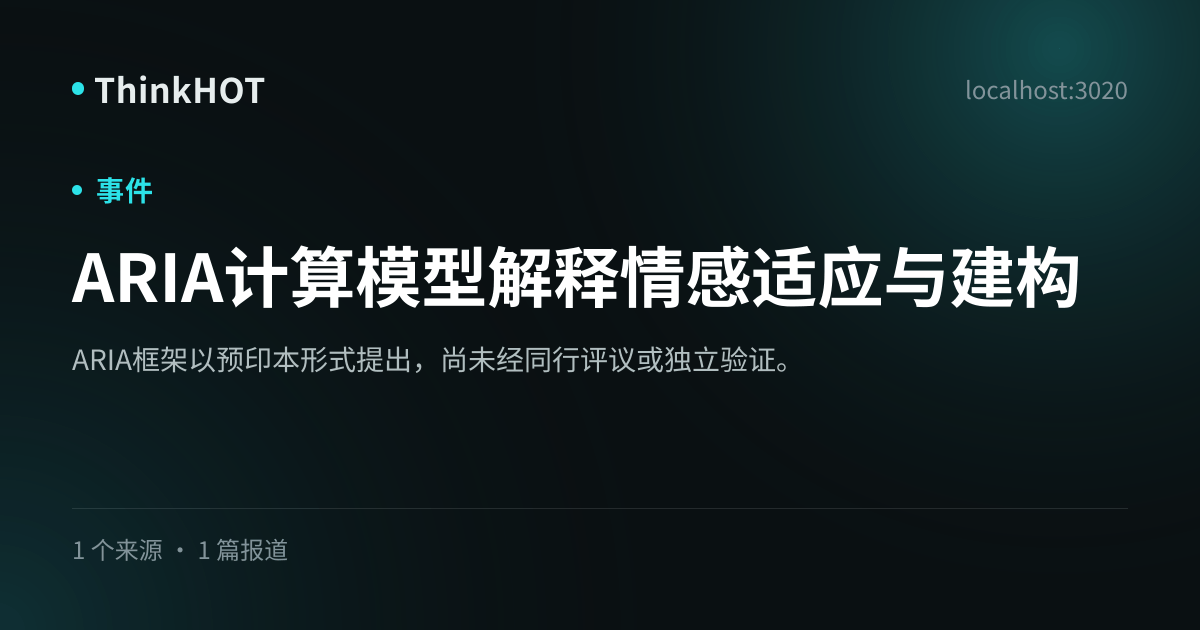 ThinkHOT
localhost:3020
事件
ARIA计算模型解释情感适应与建构
ARIA框架以预印本形式提出，尚未经同行评议或独立验证。
1 个来源 · 1 篇报道